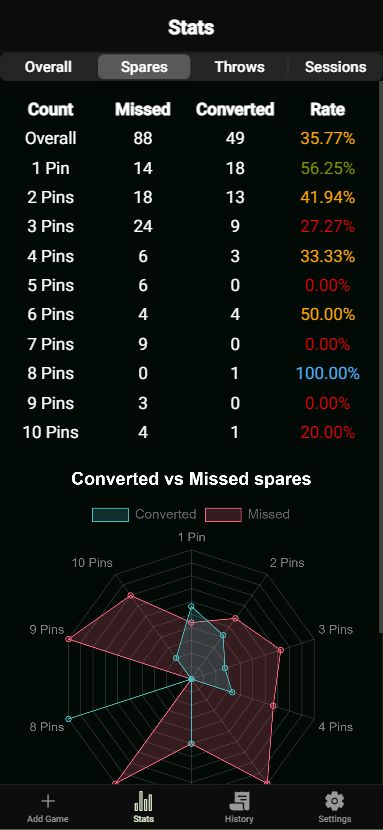 Stats
Overall Spares Throws Sessions
Count Missed Converted Rate
Overall 88 49 35.77%
1 Pin 14 18 56.25%
2 Pins 18 13 41.94%
3 Pins 24 9 27.27%
4 Pins 6 3 33.33%
5 Pins 6 0 0.00%
6 Pins 4 4 50.00%
7 Pins 9 0 0.00%
8 Pins 0 1 100.00%
9 Pins 3 0 0.00%
10 Pins 4 1 20.00%
Converted vs Missed spares
Converted Missed
1 Pin
10 Pins 2 Pins
9 Pins 3 Pins
8 Pins 4 Pins
Add Game Stats History Settings